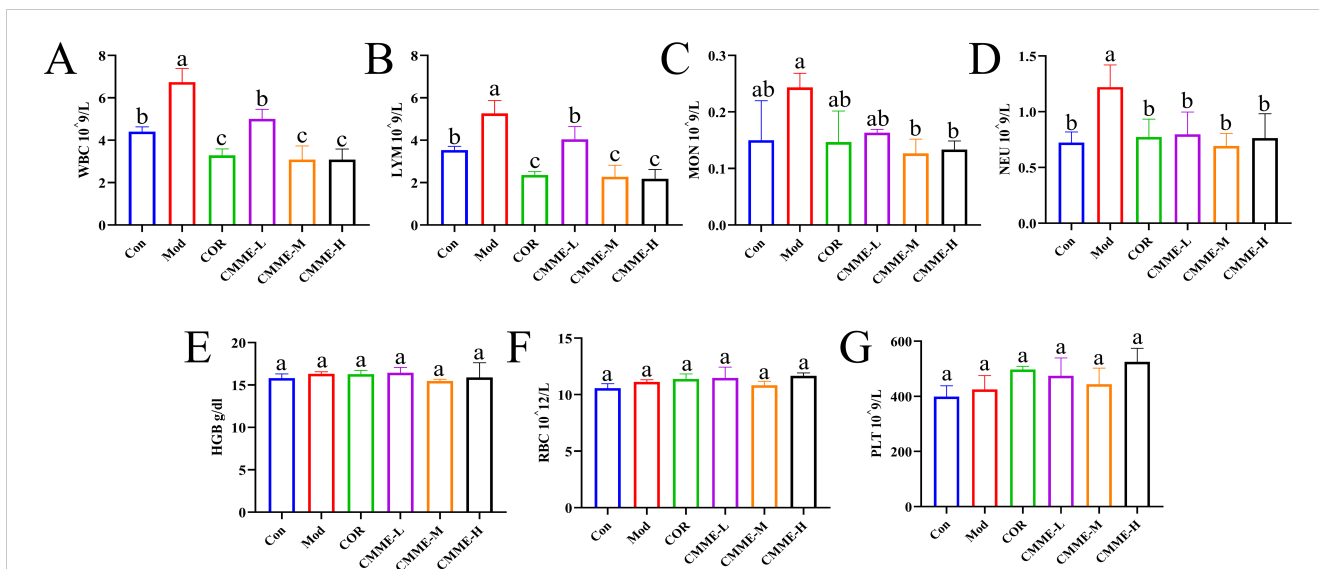 A
WBC 10^9/L
8
6
4
2
0
b
a
c
b
c
c
Con
Mod
COR
CMME-L
CMME-M
CMME-H
B
LYM 10^9/L
8
6
4
2
0
b
a
c
b
c
c
Con
Mod
COR
CMME-L
CMME-M
CMME-H
C
MON 10^9/L
0.3
0.2
0.1
0.0
ab
a
ab
ab
b
b
Con
Mod
COR
CMME-L
CMME-M
CMME-H
D
NEU 10^9/L
1.5
1.0
0.5
0.0
b
a
b
b
b
b
Con
Mod
COR
CMME-L
CMME-M
CMME-H
E
HGB g/dl
20
15
10
5
0
a
a
a
a
a
a
Con
Mod
COR
CMME-L
CMME-M
CMME-H
F
RBC 10^12/L
15
10
5
0
a
a
a
a
a
a
Con
Mod
COR
CMME-L
CMME-M
CMME-H
G
PLT 10^9/L
600
400
200
0
a
a
a
a
a
a
Con
Mod
COR
CMME-L
CMME-M
CMME-H